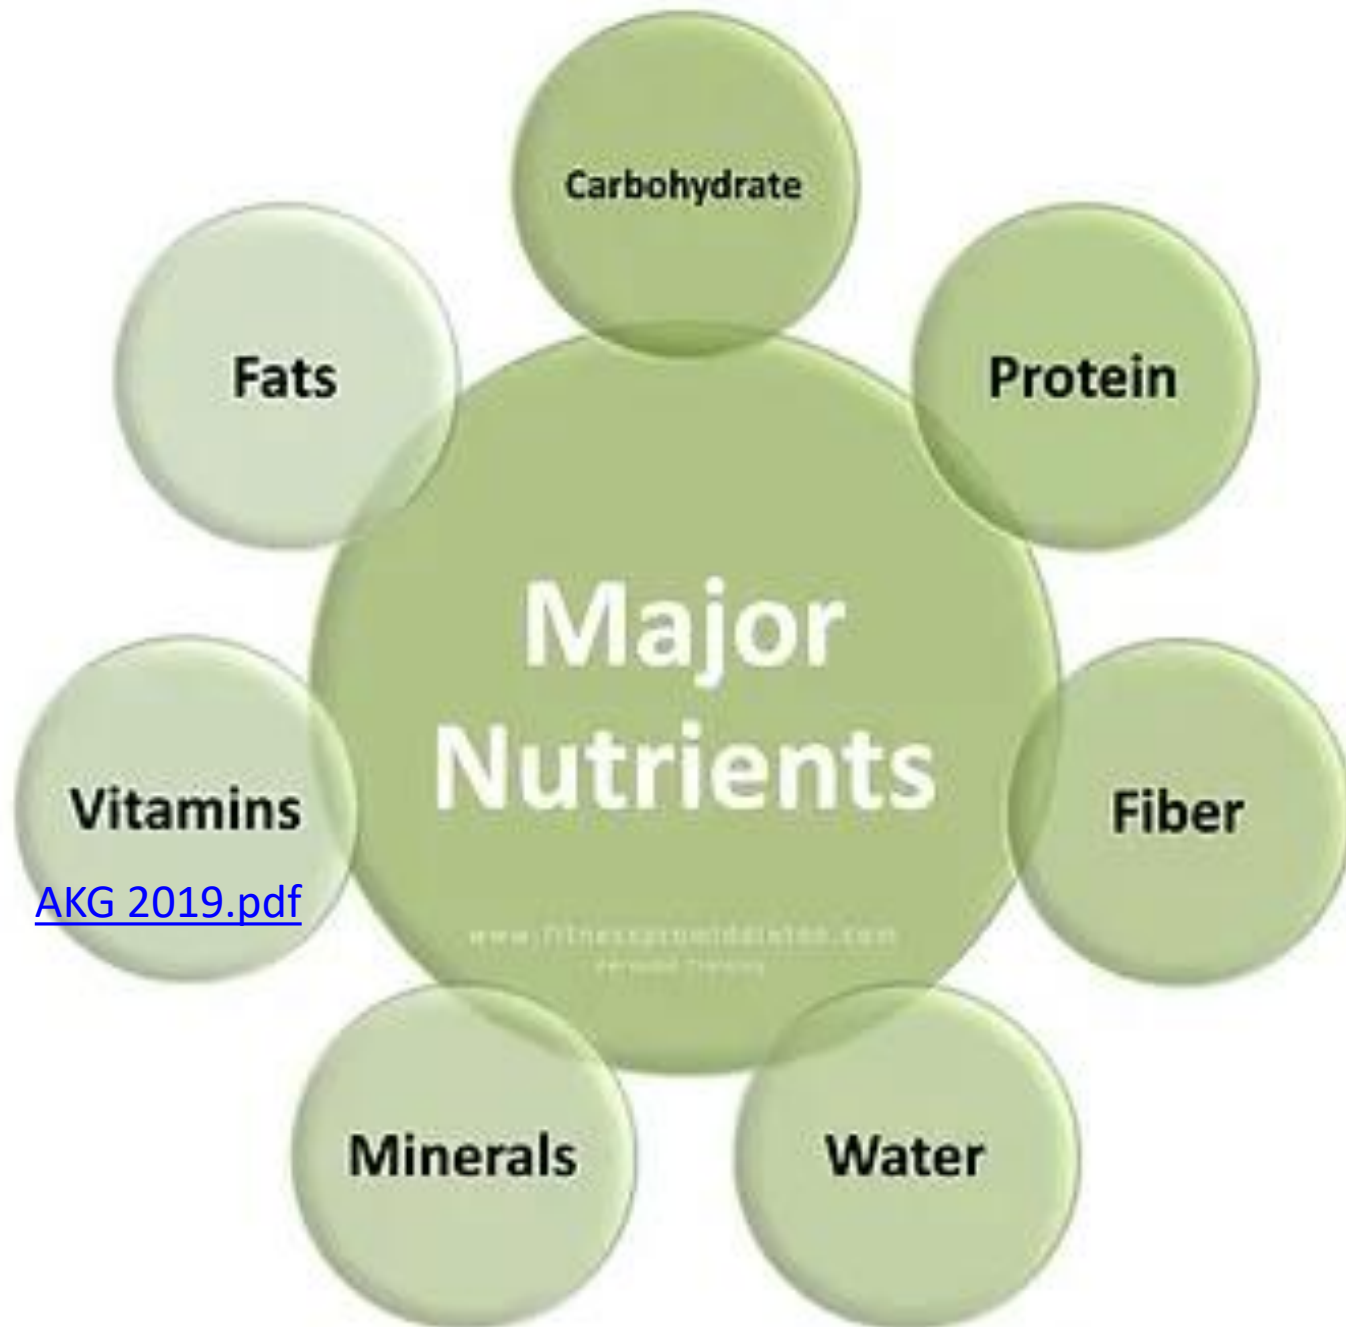 Carbohydrate
Fats
Protein
Major
Nutrients
Vitamins
Fiber
AKG 2019.pdf
Minerals
Water